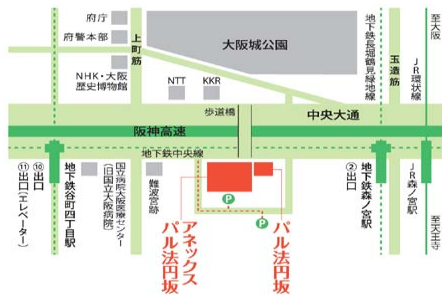 府庁
府警本部
上町筋
大阪城公園
地下鉄長堀鶴見緑地線
玉造筋
至大阪
JR環状線
NHK・大阪
歴史博物館
NTT
KKR
歩道橋
中央大通
阪神高速
地下鉄中央線
⑪出口(エレベーター)
⑩出口
地下鉄谷町四丁目駅
国立病院大阪医療センター
(旧国立大阪病院)
難波宮跡
P
P
アネックス
パル法円坂
パル法円坂
②出口
地下鉄森ノ宮駅
JR森ノ宮駅
至天王寺